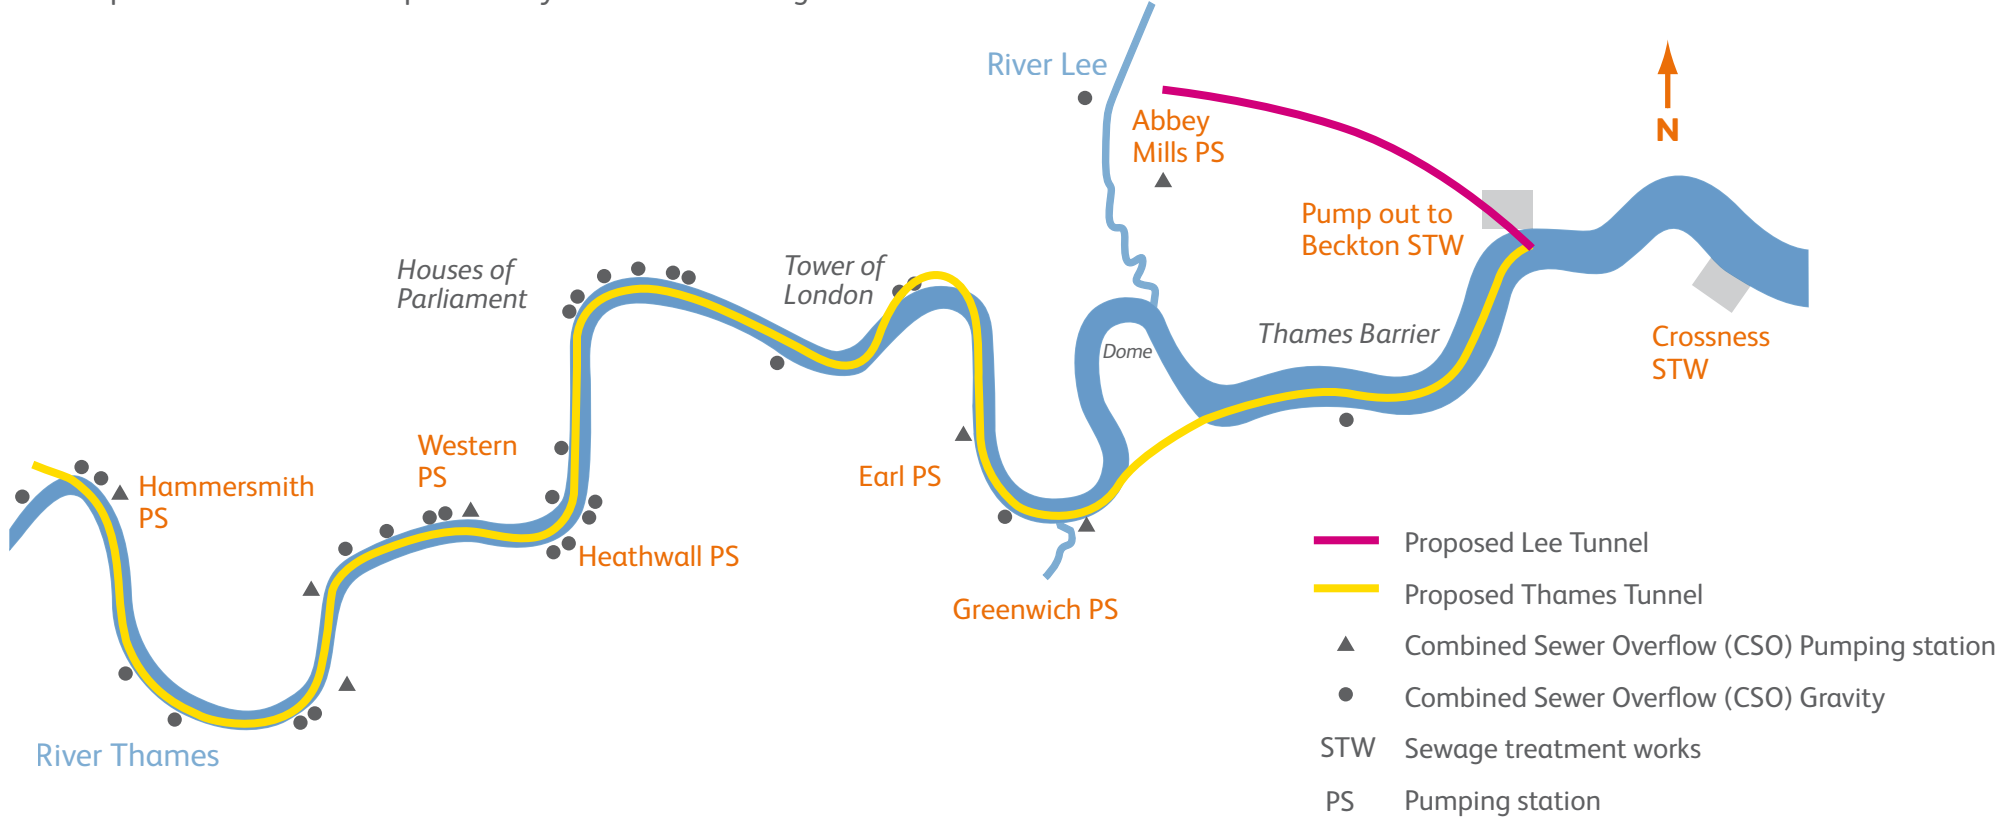 River Lee
Abbey
Mills PS
N
Pump out to
Beckton STW
Houses of
Parliament
Tower of
London
Thames Barrier
Dome
Crossness
STW
Western
PS
Hammersmith
PS
Earl PS
Heathwall PS
Greenwich PS
River Thames
Proposed Lee Tunnel
Proposed Thames Tunnel
Combined Sewer Overflow (CSO) Pumping station
Combined Sewer Overflow (CSO) Gravity
STW Sewage treatment works
PS Pumping station